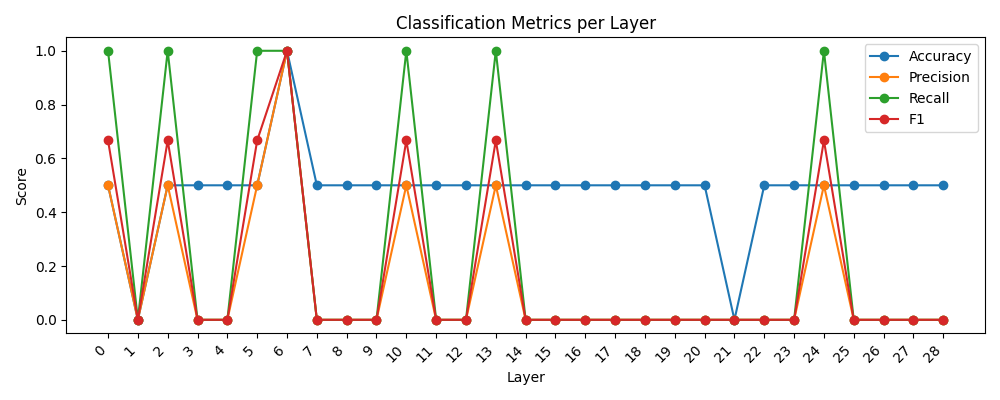 Classification Metrics per Layer
Accuracy
Precision
Recall
F1
Score
1.0
0.8
0.6
0.4
0.2
0.0
0 1 2 3 4 5 6 7 8 9 10 11 12 13 14 15 16 17 18 19 20 21 22 23 24 25 26 27 28
Layer